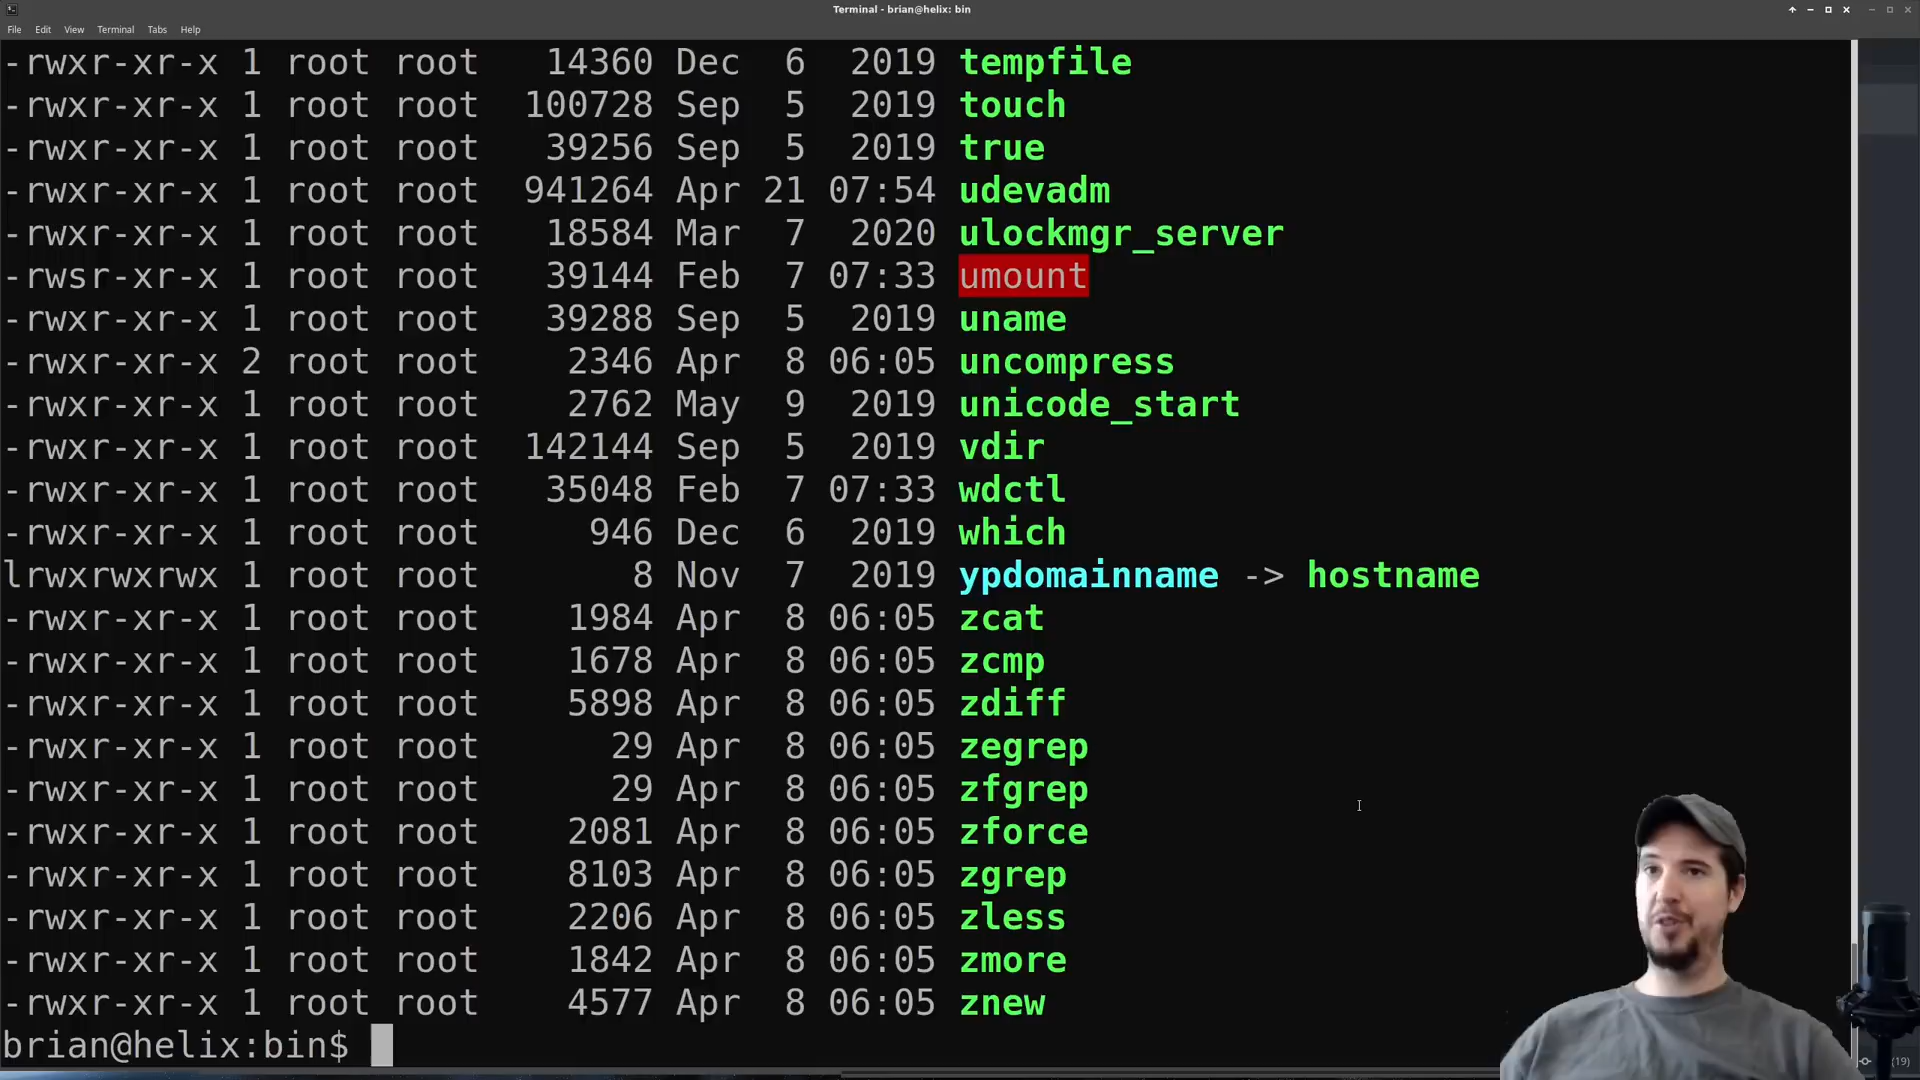 Terminal - brian@helix: bin
File Edit View Terminal Tabs Help
-rwxr-xr-x 1 root root 14360 Dec 6 2019 tempfile
-rwxr-xr-x 1 root root 100728 Sep 5 2019 touch
-rwxr-xr-x 1 root root 39256 Sep 5 2019 true
-rwxr-xr-x 1 root root 941264 Apr 21 07:54 udevadm
-rwxr-xr-x 1 root root 18584 Mar 7 2020 ulockmgr_server
-rwsr-xr-x 1 root root 39144 Feb 7 07:33 umount
-rwxr-xr-x 1 root root 39288 Sep 5 2019 uname
-rwxr-xr-x 2 root root 2346 Apr 8 06:05 uncompress
-rwxr-xr-x 1 root root 2762 May 9 2019 unicode_start
-rwxr-xr-x 1 root root 142144 Sep 5 2019 vdir
-rwxr-xr-x 1 root root 35048 Feb 7 07:33 wdctl
-rwxr-xr-x 1 root root 946 Dec 6 2019 which
lrwxrwxrwx 1 root root 8 Nov 7 2019 ypdomainname -> hostname
-rwxr-xr-x 1 root root 1984 Apr 8 06:05 zcat
-rwxr-xr-x 1 root root 1678 Apr 8 06:05 zcmp
-rwxr-xr-x 1 root root 5898 Apr 8 06:05 zdiff
-rwxr-xr-x 1 root root 29 Apr 8 06:05 zegrep
-rwxr-xr-x 1 root root 29 Apr 8 06:05 zfgrep
-rwxr-xr-x 1 root root 2081 Apr 8 06:05 zforce
-rwxr-xr-x 1 root root 8103 Apr 8 06:05 zgrep
-rwxr-xr-x 1 root root 2206 Apr 8 06:05 zless
-rwxr-xr-x 1 root root 1842 Apr 8 06:05 zmore
-rwxr-xr-x 1 root root 4577 Apr 8 06:05 znew
brian@helix:bin$
(19)